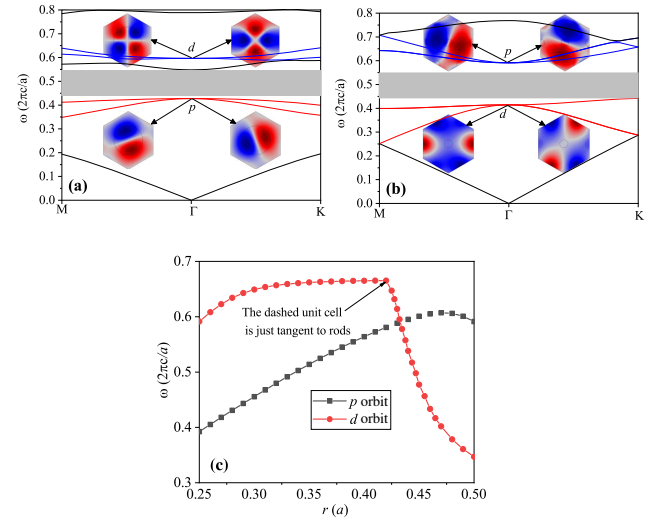 0.8
0.7
0.6
0.5
0.4
0.3
0.2
0.1
0.0
ω (2πc/a)
d
p
(a)
M
Γ
K
0.8
0.7
0.6
0.5
0.4
0.3
0.2
0.1
0.0
ω (2πc/a)
p
d
(b)
M
Γ
K
0.7
0.6
0.5
0.4
0.3
ω (2πc/a)
The dashed unit cell
is just tangent to rods
p orbit
d orbit
(c)
0.25
0.30
0.35
0.40
0.45
0.50
r (a)